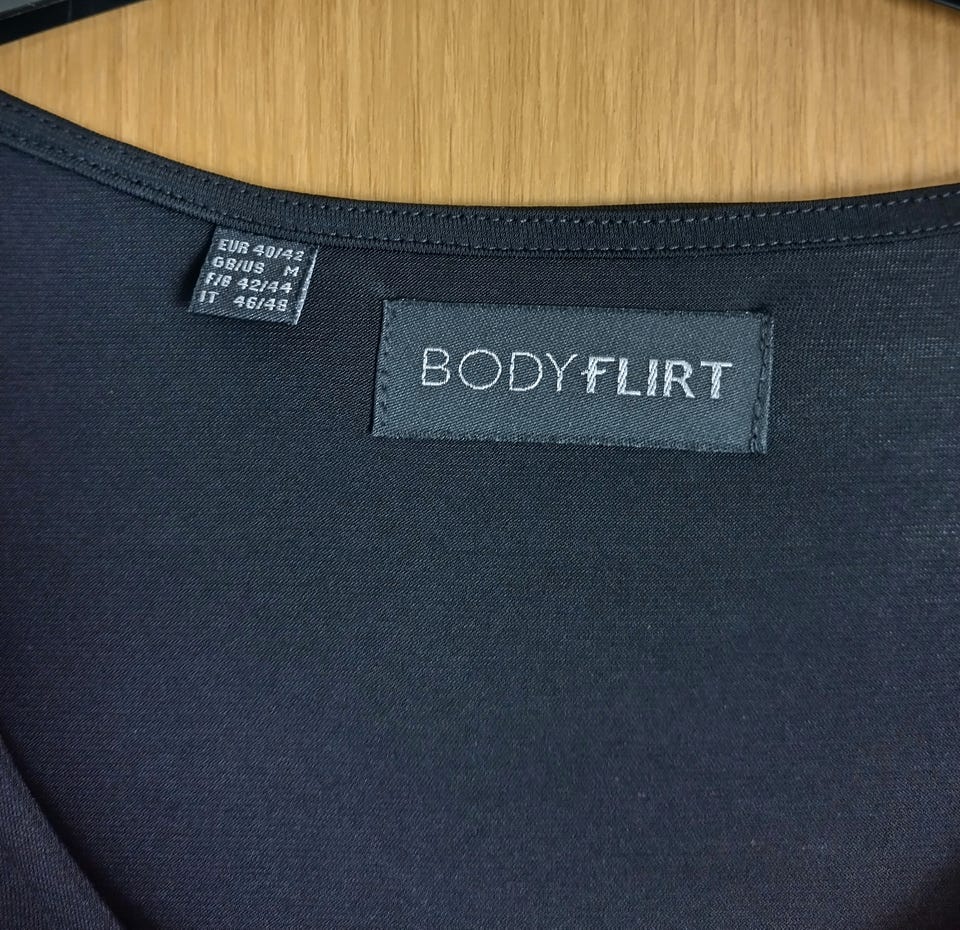 EUR 40/42
GB/US M
F/B 42/44
IT 46/48
BODYFLIRT